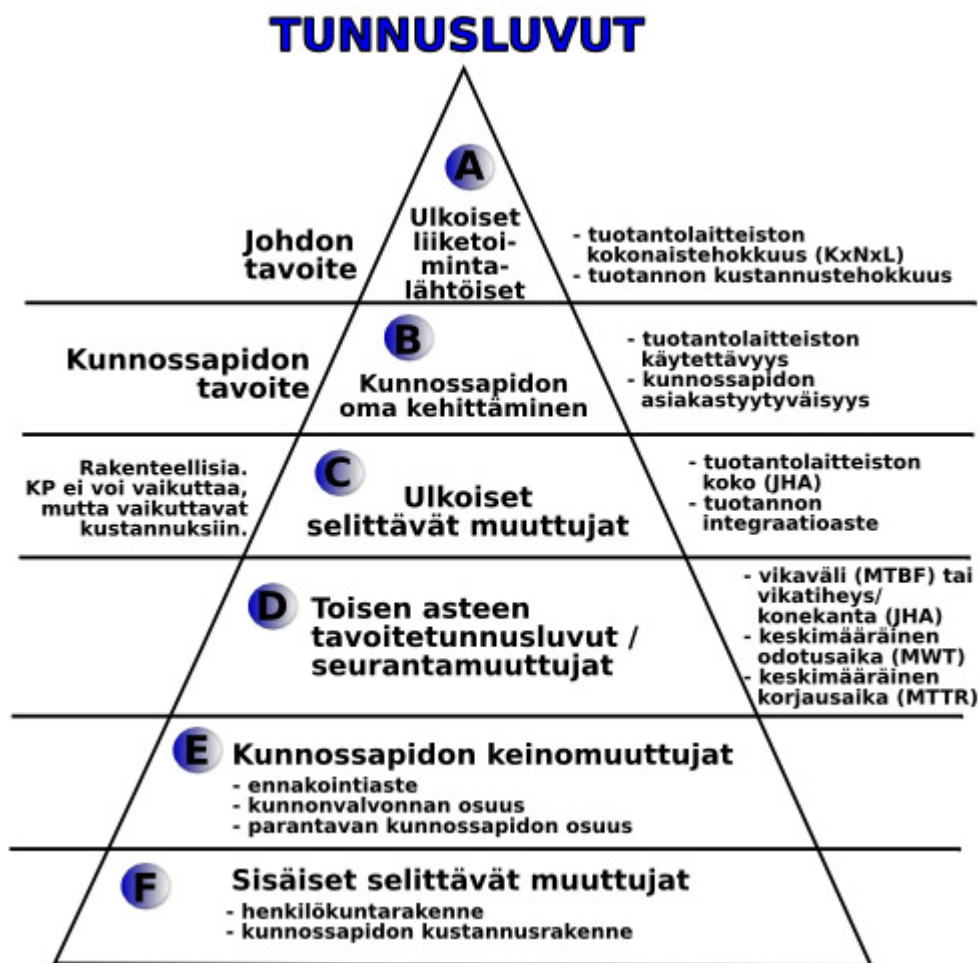 TUNNUSLUVUT
A
Johdon
tavoite
Ulkoiset
liiketoi-
minta-
lähtöiset
- tuotantolaitteiston
kokonaistehokkuus (KxNxL)
- tuotannon kustannustehokkuus
B
Kunnossapidon
tavoite
Kunnossapidon
oma kehittäminen
- tuotantolaitteiston
käytettävyys
- kunnossapidon
asiakastyytyväisyys
C
Rakenteellisia.
KP ei voi vaikuttaa,
mutta vaikuttavat
kustannuksiin.
Ulkoiset
selittävät muuttujat
- tuotantolaitteiston
koko (JHA)
- tuotannon
integraatioaste
D
Toisen asteen
tavoitetunnusluvut /
seurantamuuttujat
- vikaväli (MTBF) tai
vikatiheys/
konekanta (JHA)
- keskimääräinen
odotusaika (MWT)
- keskimääräinen
korjausaika (MTTR)
E
Kunnossapidon keinomuuttujat
- ennakointiaste
- kunnonvalvonnan osuus
- parantavan kunnossapidon osuus
F
Sisäiset selittävät muuttujat
- henkilökuntarakenne
- kunnossapidon kustannusrakenne